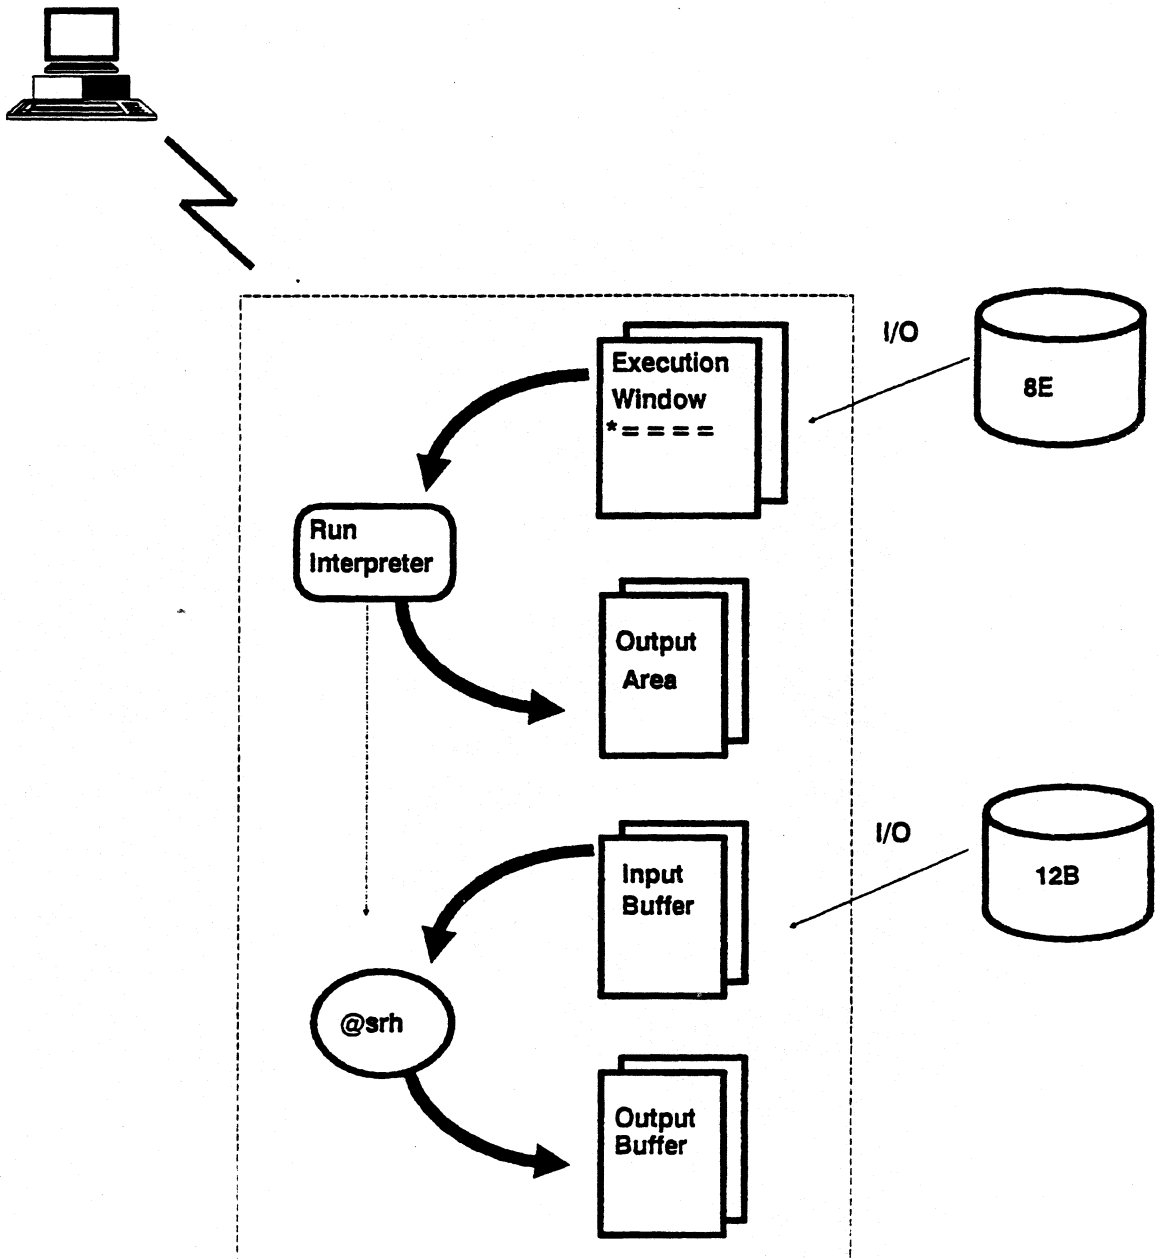 I/O
8E
Execution
Window
*====
Run
Interpreter
Output
Area
I/O
12B
Input
Buffer
@srh
Output
Buffer